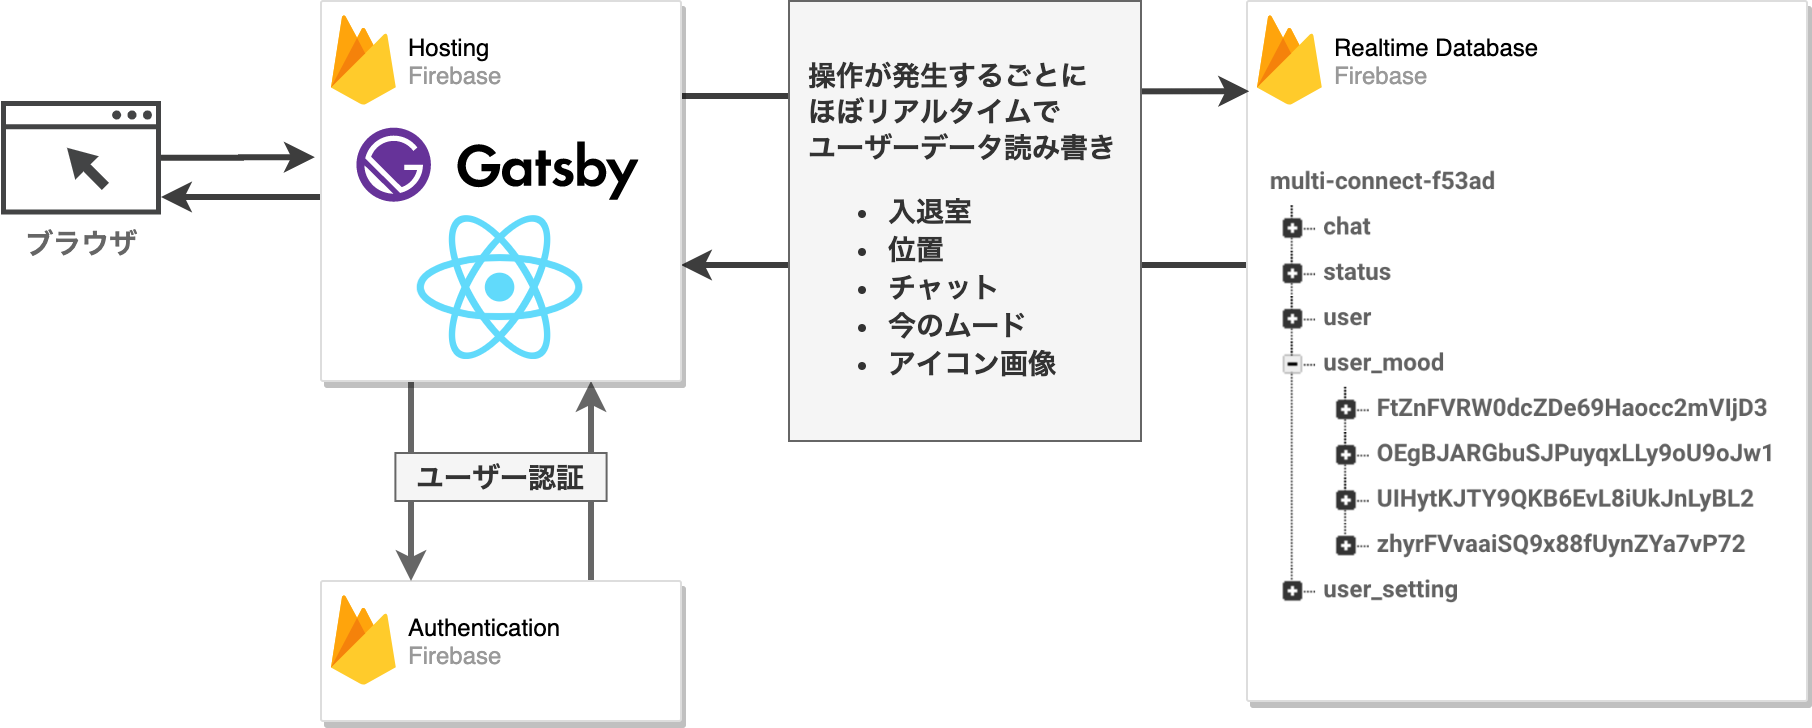 ブラウザ
Hosting
Firebase
Gatsby
ユーザー認証
Authentication
Firebase
操作が発生するごとに
ほぼリアルタイムで
ユーザーデータ読み書き
• 入退室
• 位置
• チャット
• 今のムード
• アイコン画像
Realtime Database
Firebase
multi-connect-f53ad
chat
status
user
user_mood
FtZnFVRW0dcZDe69Haocc2mVIjD3
OEgBJARGbuSJPuyqxLLy9oU9oJw1
UIHytKJTY9QKB6EvL8iUkJnLyBL2
zhyrFVvaaiSQ9x88fUynZYa7vP72
user_setting